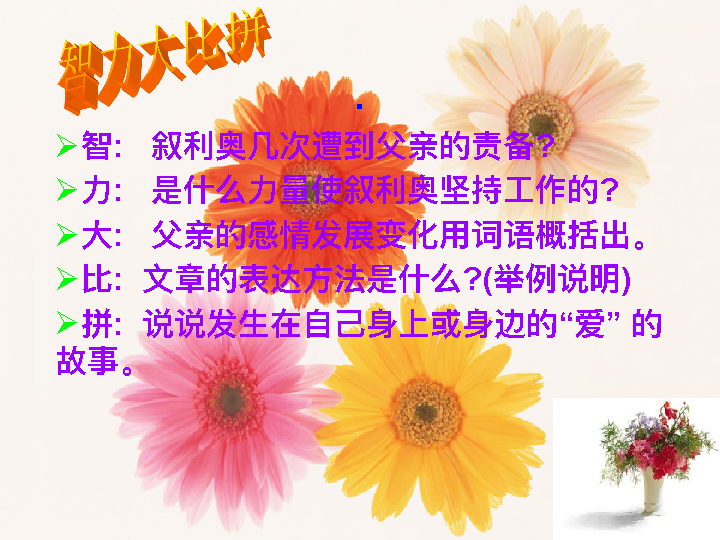 智力大比拼
.
智: 叙利奥几次遭到父亲的责备?
力: 是什么力量使叙利奥坚持工作的?
大: 父亲的感情发展变化用词语概括出。
比: 文章的表达方法是什么?(举例说明)
拼: 说说发生在自己身上或身边的“爱” 的
故事。